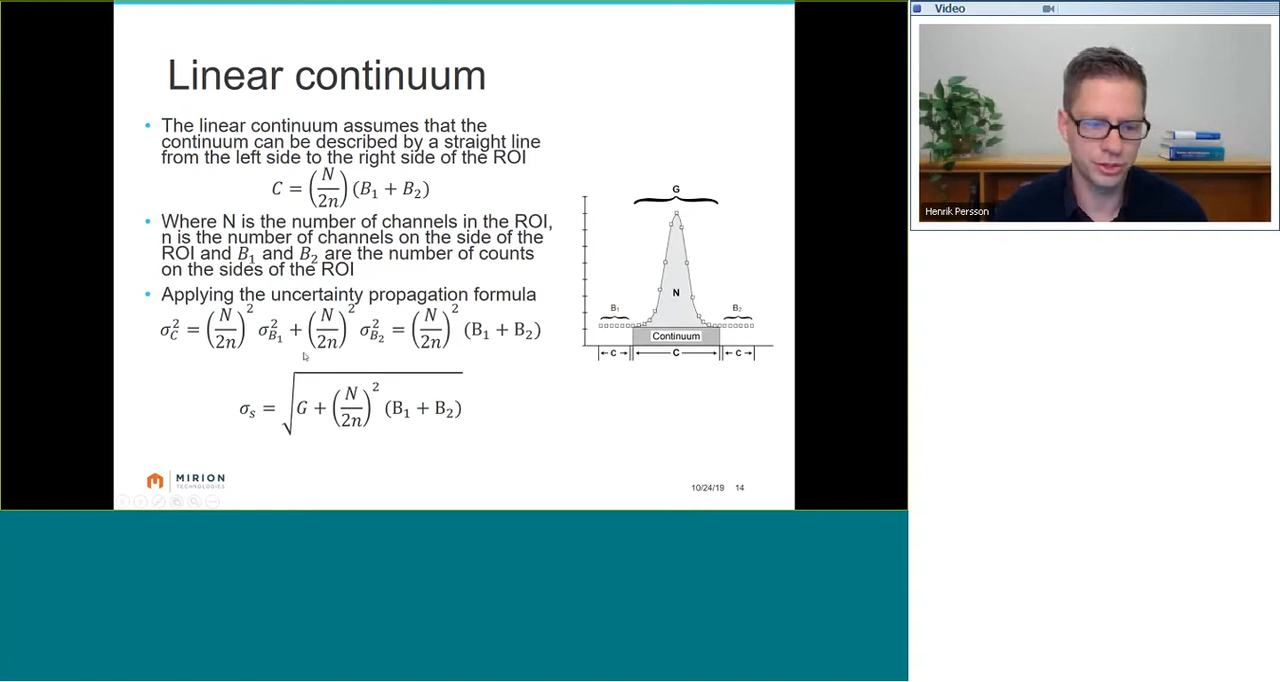 Linear continuum
• The linear continuum assumes that the
continuum can be described by a straight line
from the left side to the right side of the ROI
C = (N/2n) (B₁ + B₂)
• Where N is the number of channels in the ROI,
n is the number of channels on the side of the
ROI and B₁ and B₂ are the number of counts
on the sides of the ROI
• Applying the uncertainty propagation formula
σ_C² = (N/2n)² σ_B₁² + (N/2n)² σ_B₂² = (N/2n)² (B₁ + B₂)
σₛ = √(G + (N/2n)² (B₁ + B₂))
G
N
B₁
B₂
Continuum
C
C
C
MIRION
TECHNOLOGIES
10/24/19 14
Video
Henrik Persson